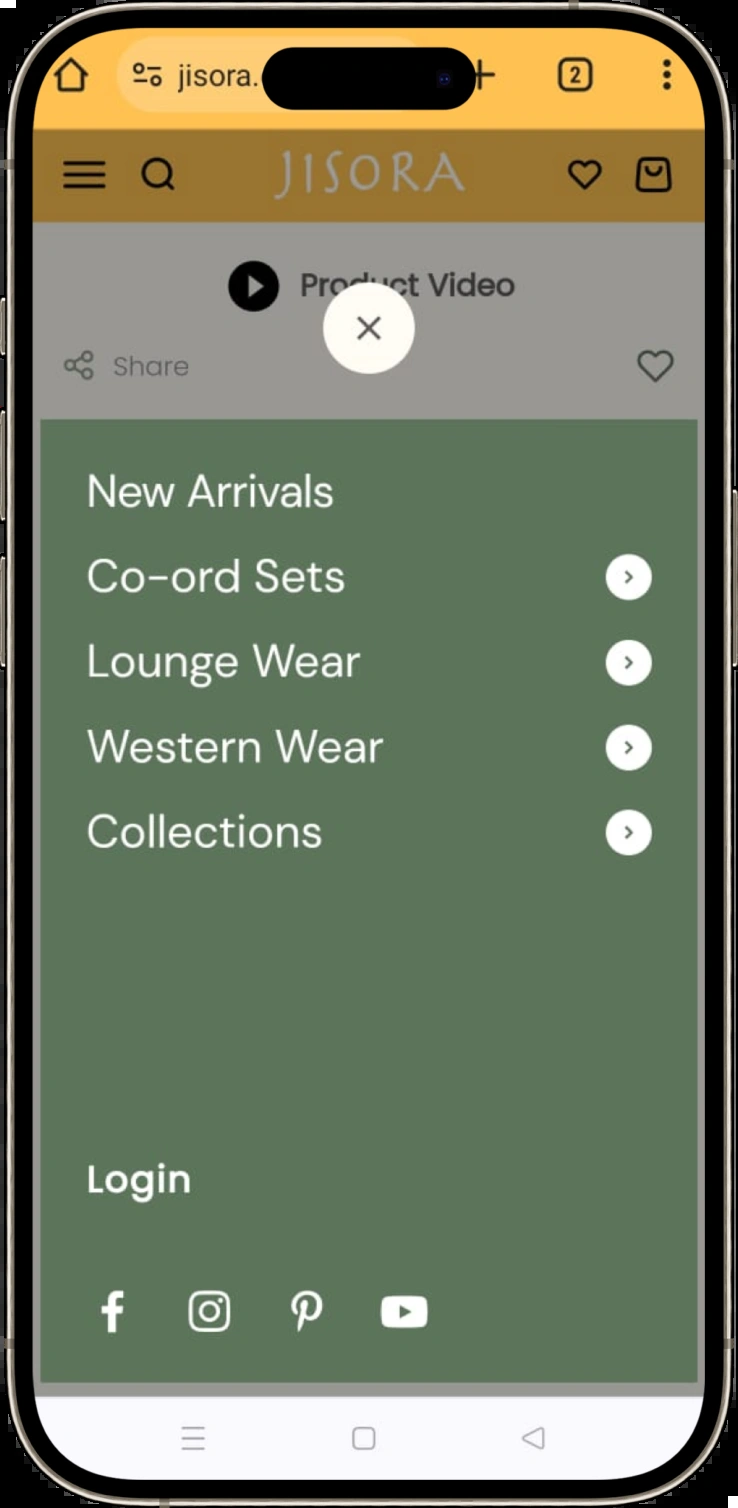 jisora.
2
JISORA
Product Video
Share
New Arrivals
Co-ord Sets
Lounge Wear
Western Wear
Collections
Login